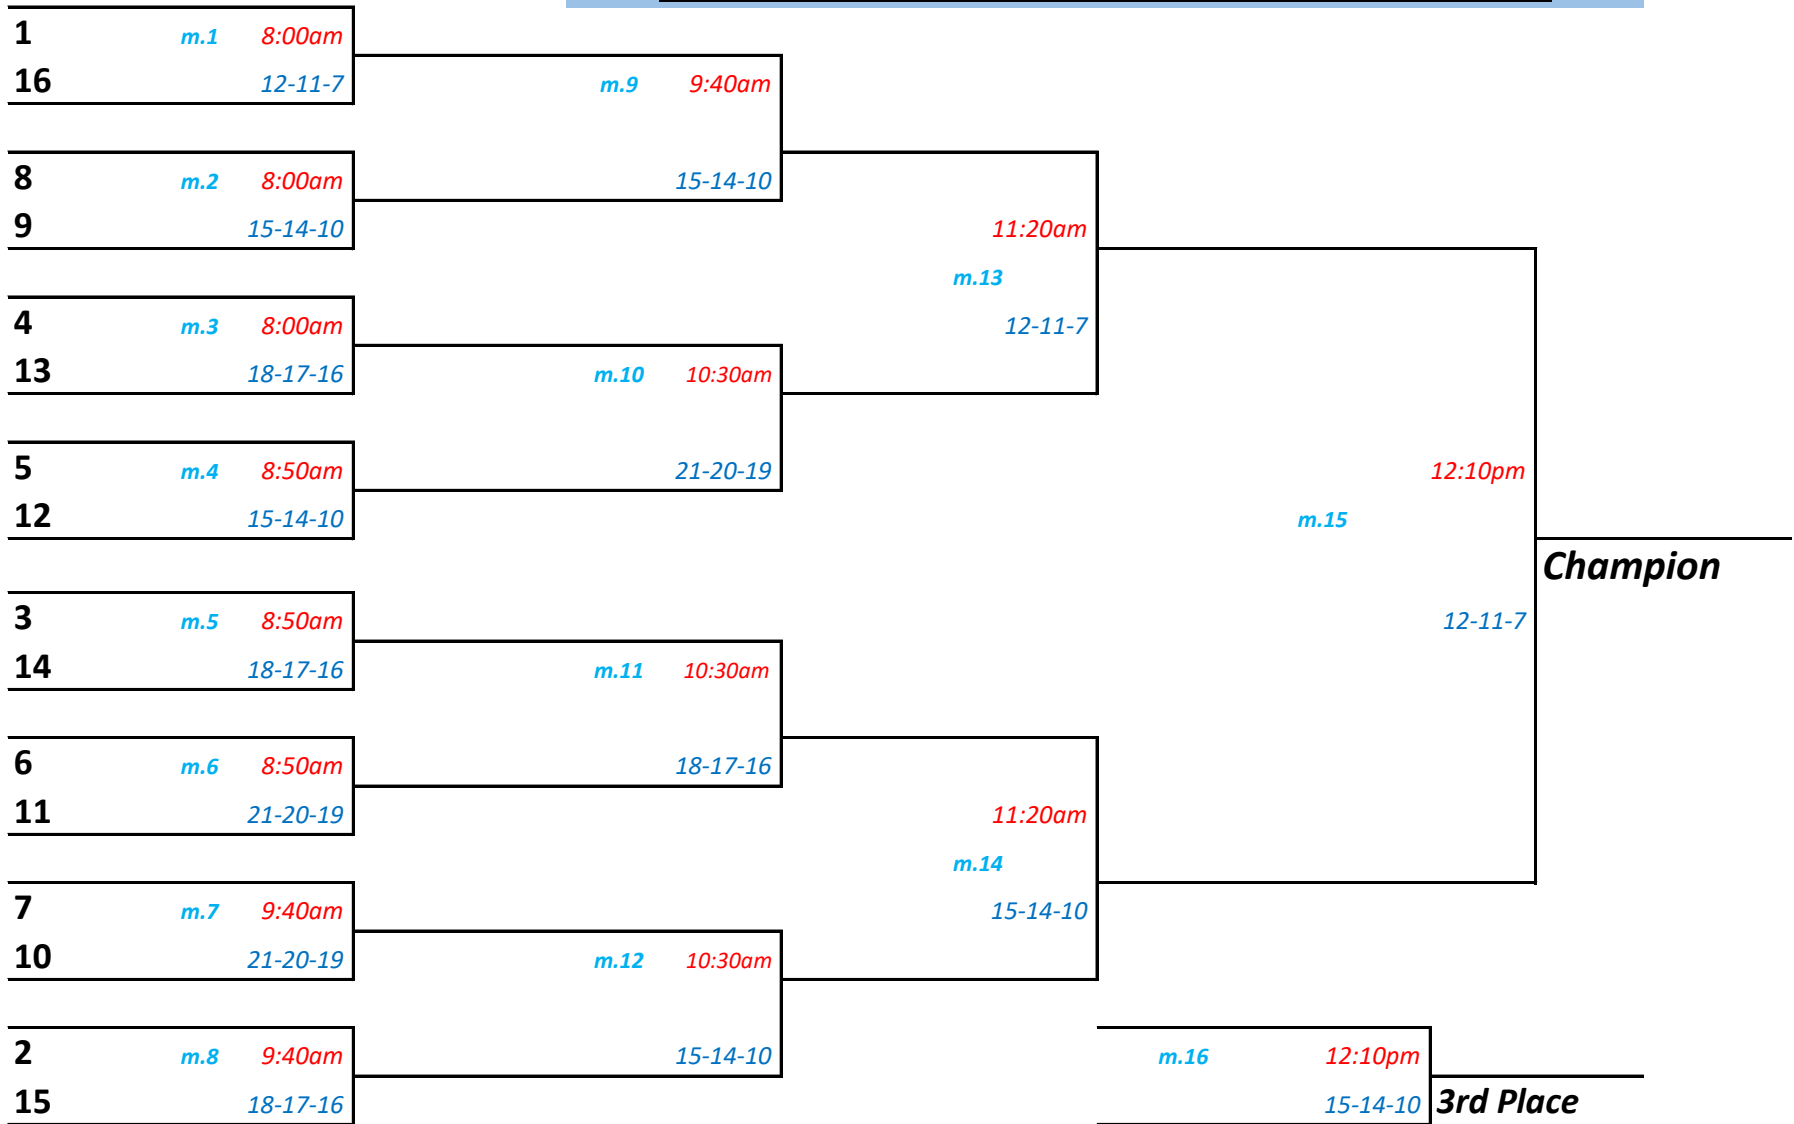 1 m.1 8:00am
16 12-11-7
m.9 9:40am
8 m.2 8:00am
15-14-10
9 15-14-10
11:20am
m.13
4 m.3 8:00am
12-11-7
13 18-17-16
m.10 10:30am
5 m.4 8:50am
21-20-19
12:10pm
12 15-14-10
m.15
Champion
3 m.5 8:50am
12-11-7
14 18-17-16
m.11 10:30am
6 m.6 8:50am
18-17-16
11 21-20-19
11:20am
m.14
7 m.7 9:40am
15-14-10
10 21-20-19
m.12 10:30am
2 m.8 9:40am
15-14-10
m.16 12:10pm
15 18-17-16
15-14-10
3rd Place